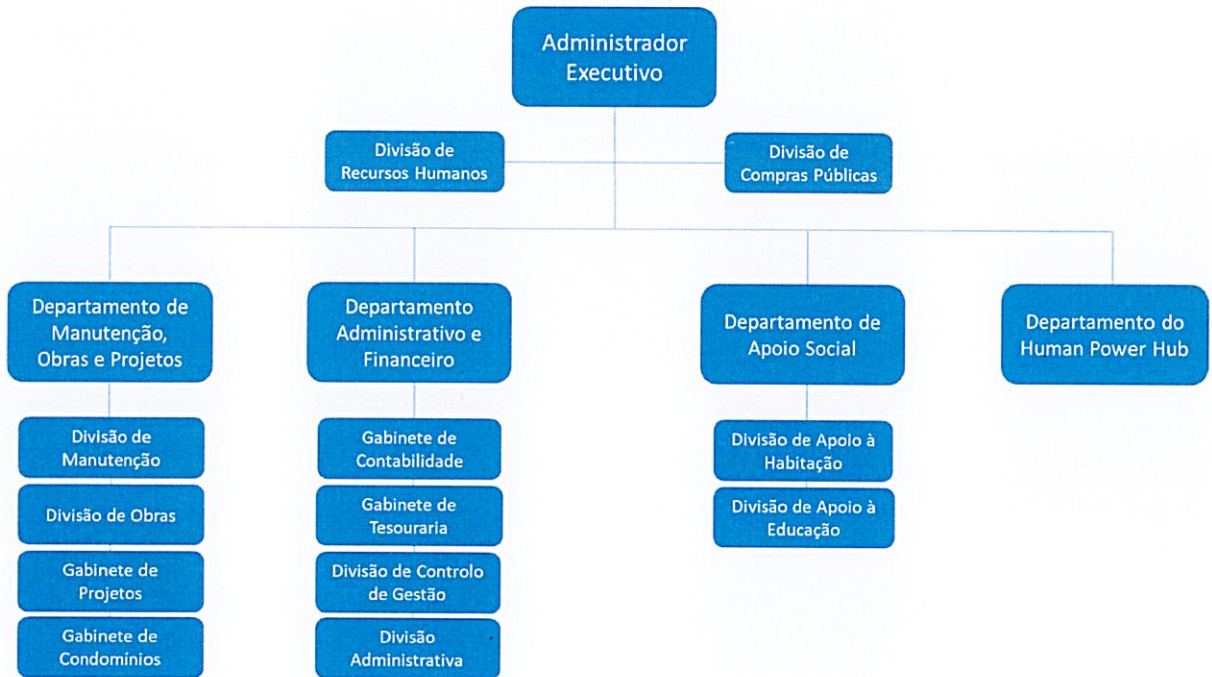 Administrador
Executivo
Divisão de
Recursos Humanos
Divisão de
Compras Públicas
Departamento de
Manutenção,
Obras e Projetos
Departamento
Administrativo e
Financeiro
Departamento de
Apoio Social
Departamento do
Human Power Hub
Divisão de
Manutenção
Divisão de Obras
Gabinete de
Projetos
Gabinete de
Condomínios
Gabinete de
Contabilidade
Gabinete de
Tesouraria
Divisão de Controlo
de Gestão
Divisão
Administrativa
Divisão de Apoio à
Habitação
Divisão de Apoio à
Educação